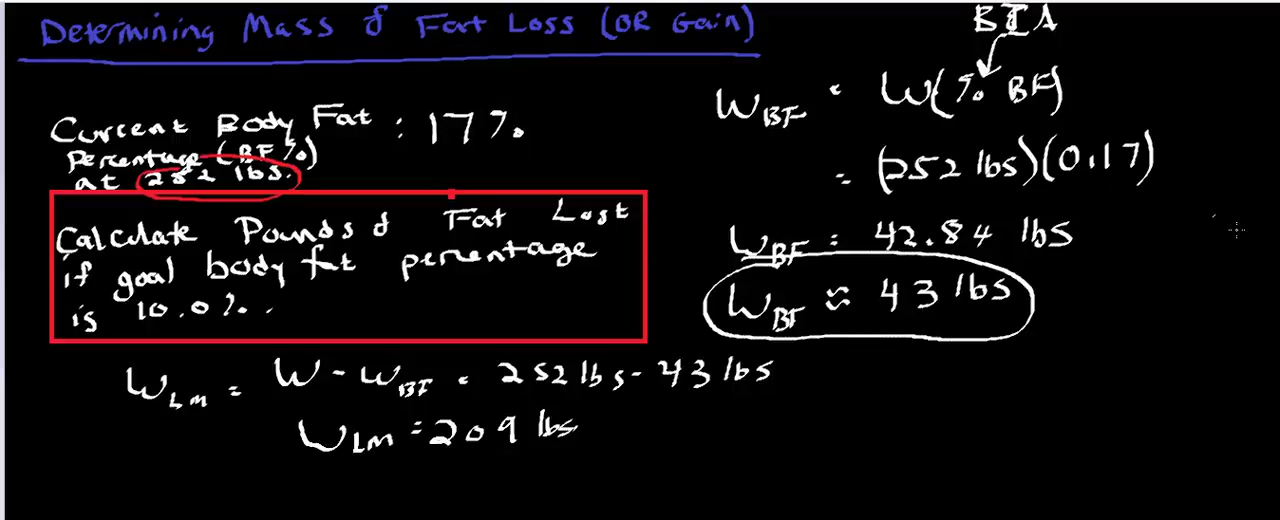 Determining Mass of Fat Loss (OR Gain)
Current Body Fat : 17%
Percentage (BF%)
at 252 lbs.
Calculate Pounds of Fat Lost
if goal body fat percentage
is 10.0%.
BIA
W_BF = W(% BF)
= (252 lbs)(0.17)
W_BF = 42.84 lbs
W_BF ≈ 43 lbs
W_LM = W - W_BF = 252 lbs - 43 lbs
W_LM = 209 lbs